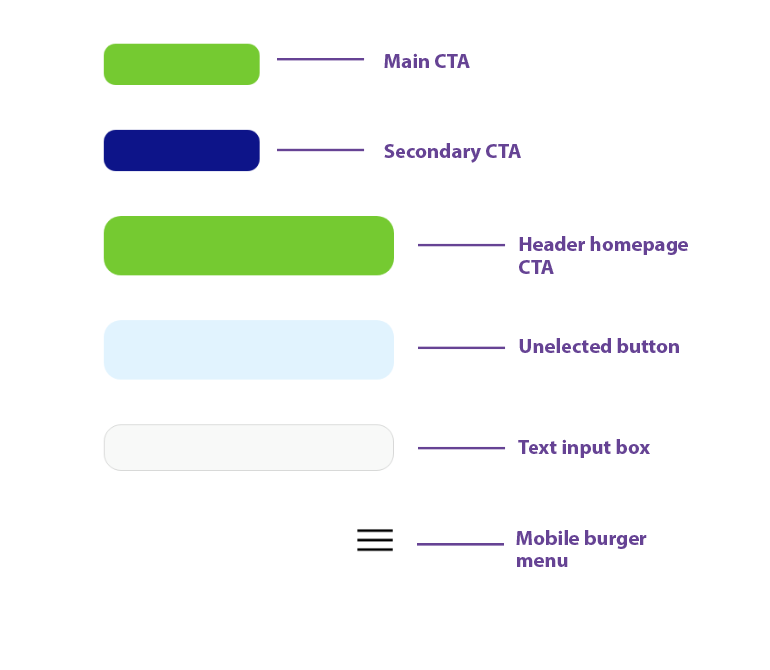 Main CTA
Secondary CTA
Header homepage
CTA
Unelected button
Text input box
Mobile burger
menu